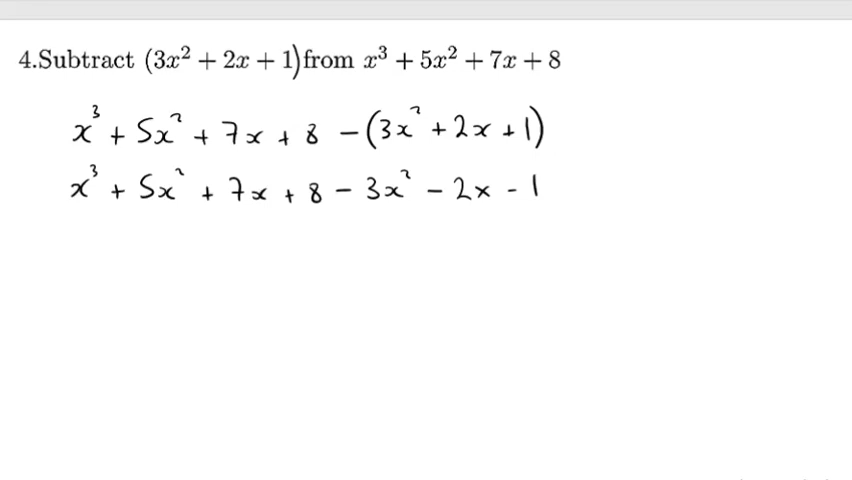 4.Subtract (3x² + 2x + 1)from x³ + 5x² + 7x + 8
x³ + 5x² + 7x + 8 - (3x² + 2x + 1)
x³ + 5x² + 7x + 8 - 3x² - 2x - 1